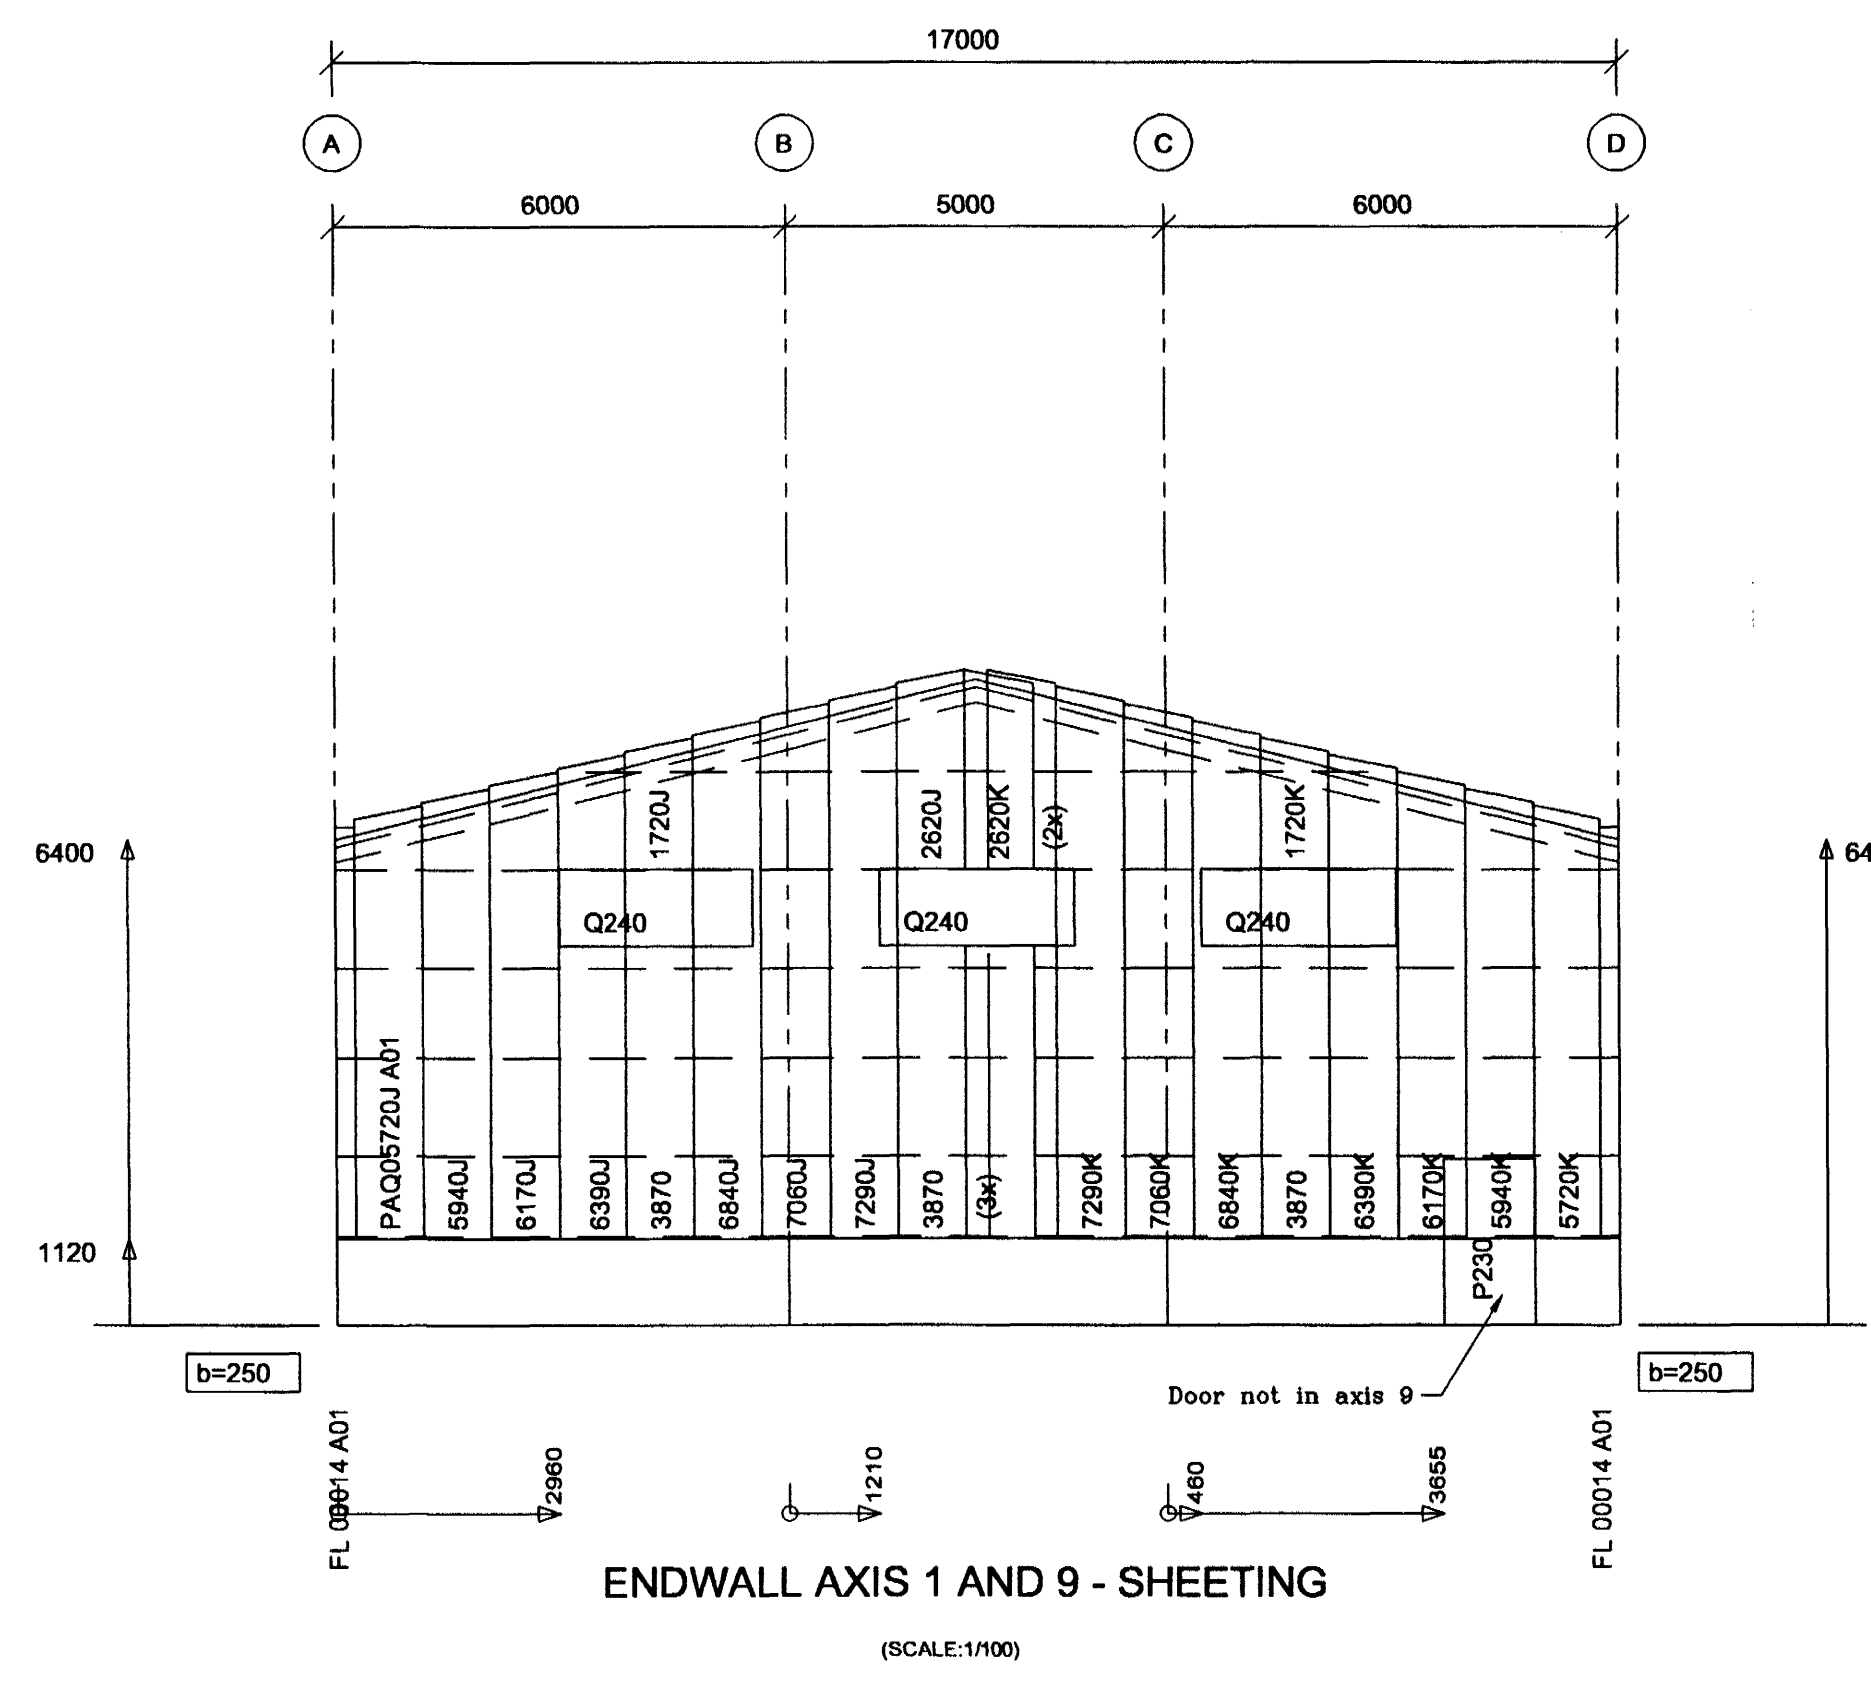 17000
A B C D
6000 5000 6000
1720J 2620J 2620K (2x) 1720K
6400 64
Q240 Q240 Q240
PAQ05720J A01 5940J 6170J 6390J 3870 6840J 7060J 7290J 3870 (3x) 7290K 7060K 6840K 3870 6390K 6170K 5940K 5720K
1120
P230
b=250 b=250
Door not in axis 9
FL 00014 A01 2960 1210 460 3655 FL 00014 A01
ENDWALL AXIS 1 AND 9 - SHEETING
(SCALE:1/100)